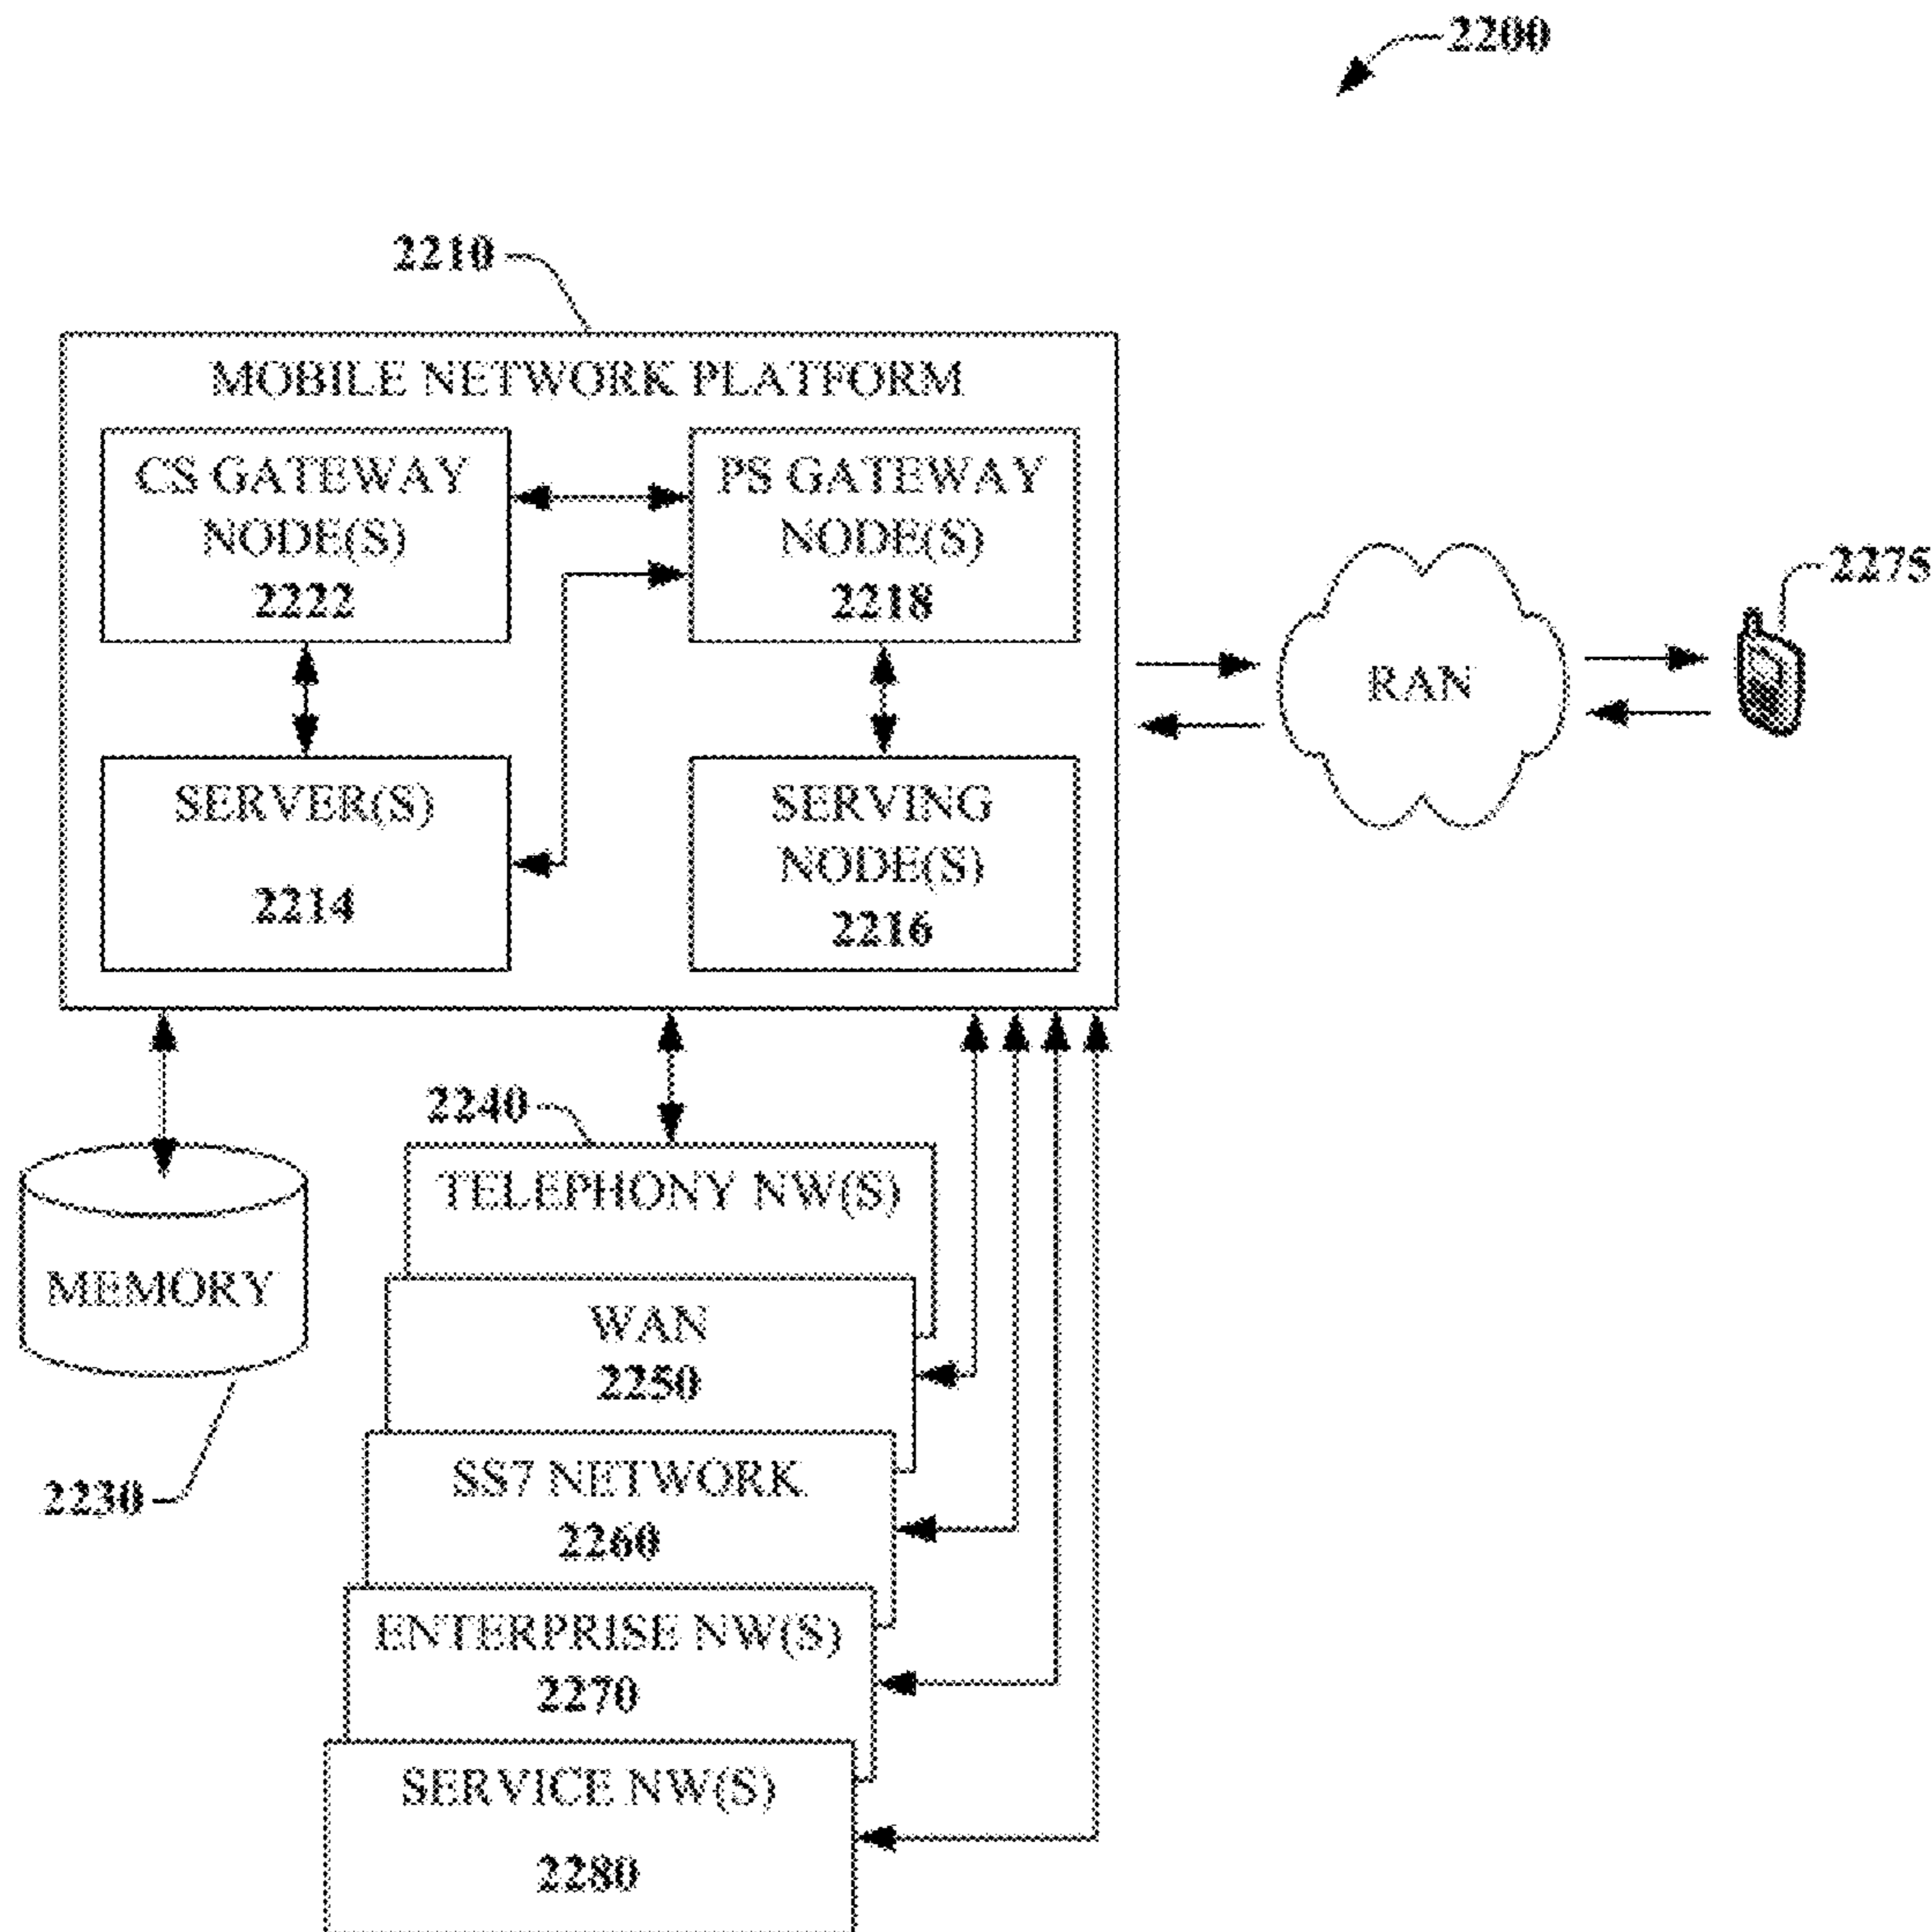 2200
2210
MOBILE NETWORK PLATFORM
CS GATEWAY
NODE(S)
2222
PS GATEWAY
NODE(S)
2218
SERVER(S)
2214
SERVING
NODE(S)
2216
RAN
2275
2240
TELEPHONY NW(S)
MEMORY
2230
WAN
2250
SS7 NETWORK
2260
ENTERPRISE NW(S)
2270
SERVICE NW(S)
2280